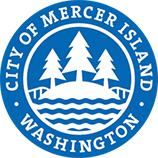 CITY OF MERCER ISLAND
• WASHINGTON •